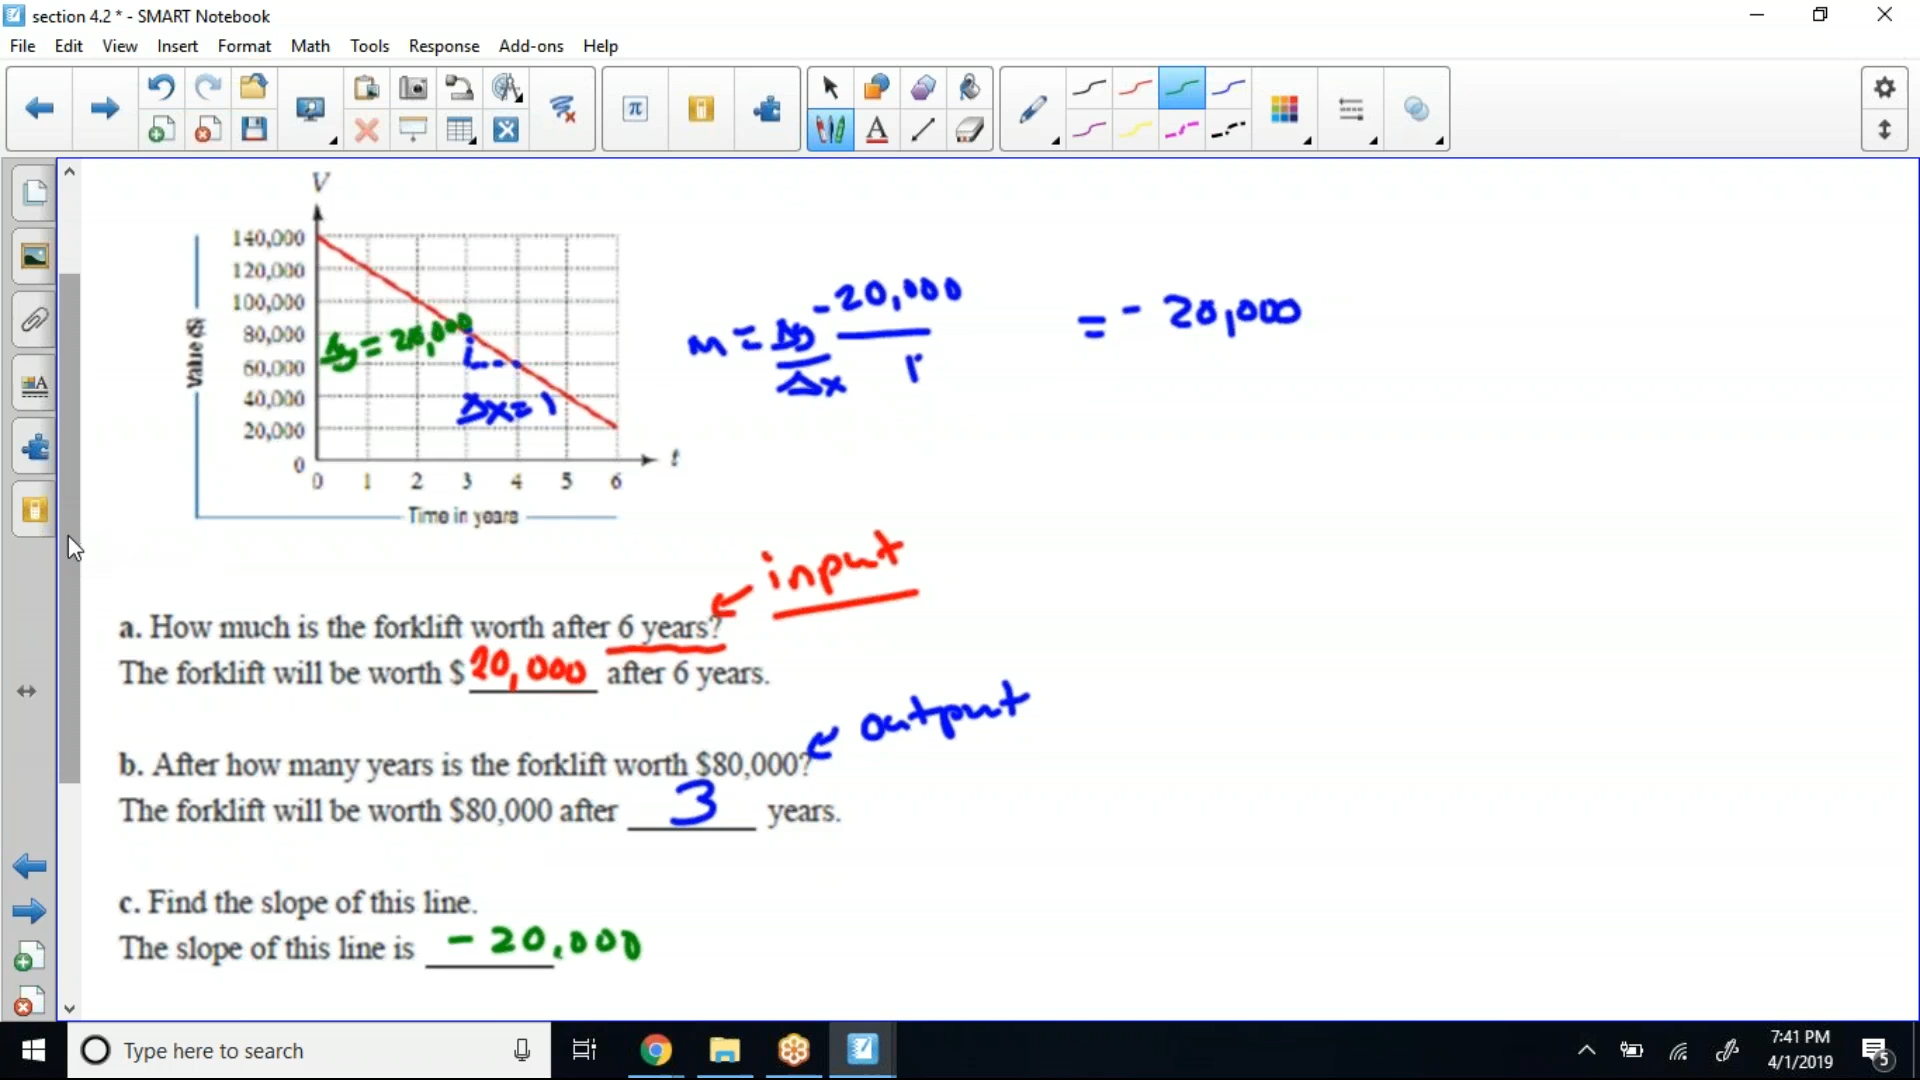 section 4.2 * - SMART Notebook
File Edit View Insert Format Math Tools Response Add-ons Help
π
A
A
V
140,000
120,000
100,000
80,000
60,000
40,000
20,000
0
Value ($)
0 1 2 3 4 5 6
t
Time in years
Δy = 20,000
Δx = 1
m = Δy/Δx -20,000/1 = - 20,000
input
a. How much is the forklift worth after 6 years?
The forklift will be worth $ 20,000 after 6 years.
output
b. After how many years is the forklift worth $80,000?
The forklift will be worth $80,000 after 3 years.
c. Find the slope of this line.
The slope of this line is - 20,000
Type here to search
7:41 PM
4/1/2019
5